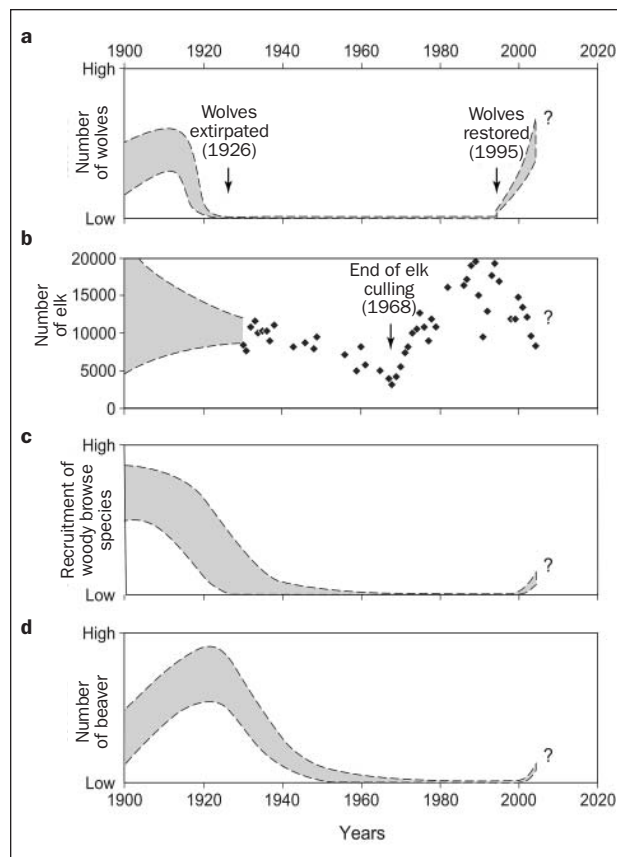 a
1900 1920 1940 1960 1980 2000 2020
High
Number
of wolves
Low
Wolves
extirpated
(1926)
Wolves
restored
(1995)
?
b
20000
15000
10000
5000
0
Number
of elk
End of elk
culling
(1968)
?
c
High
Recruitment of
woody browse
species
Low
?
d
High
Number
of beaver
Low
?
1900 1920 1940 1960 1980 2000 2020
Years